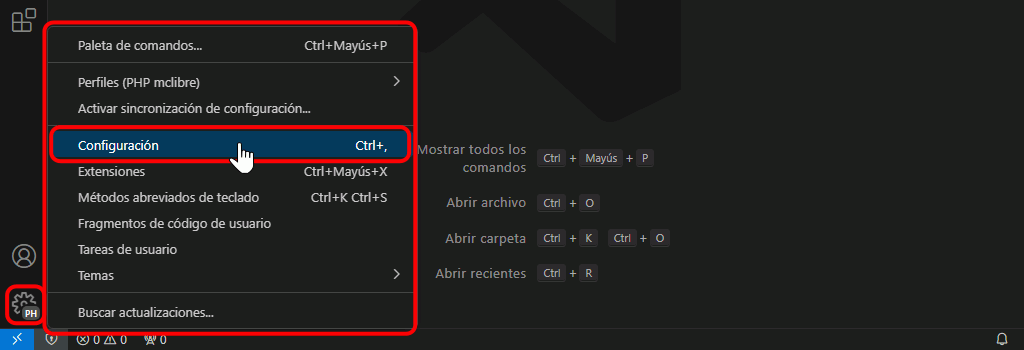 Paleta de comandos... Ctrl+Mayús+P
Perfiles (PHP mclibre)
Activar sincronización de configuración...
Configuración Ctrl+,
Extensiones Ctrl+Mayús+X
Métodos abreviados de teclado Ctrl+K Ctrl+S
Fragmentos de código de usuario
Tareas de usuario
Temas
Buscar actualizaciones...
Mostrar todos los
comandos
Ctrl + Mayús + P
Abrir archivo Ctrl + O
Abrir carpeta Ctrl + K Ctrl + O
Abrir recientes Ctrl + R
PH
0 0 0